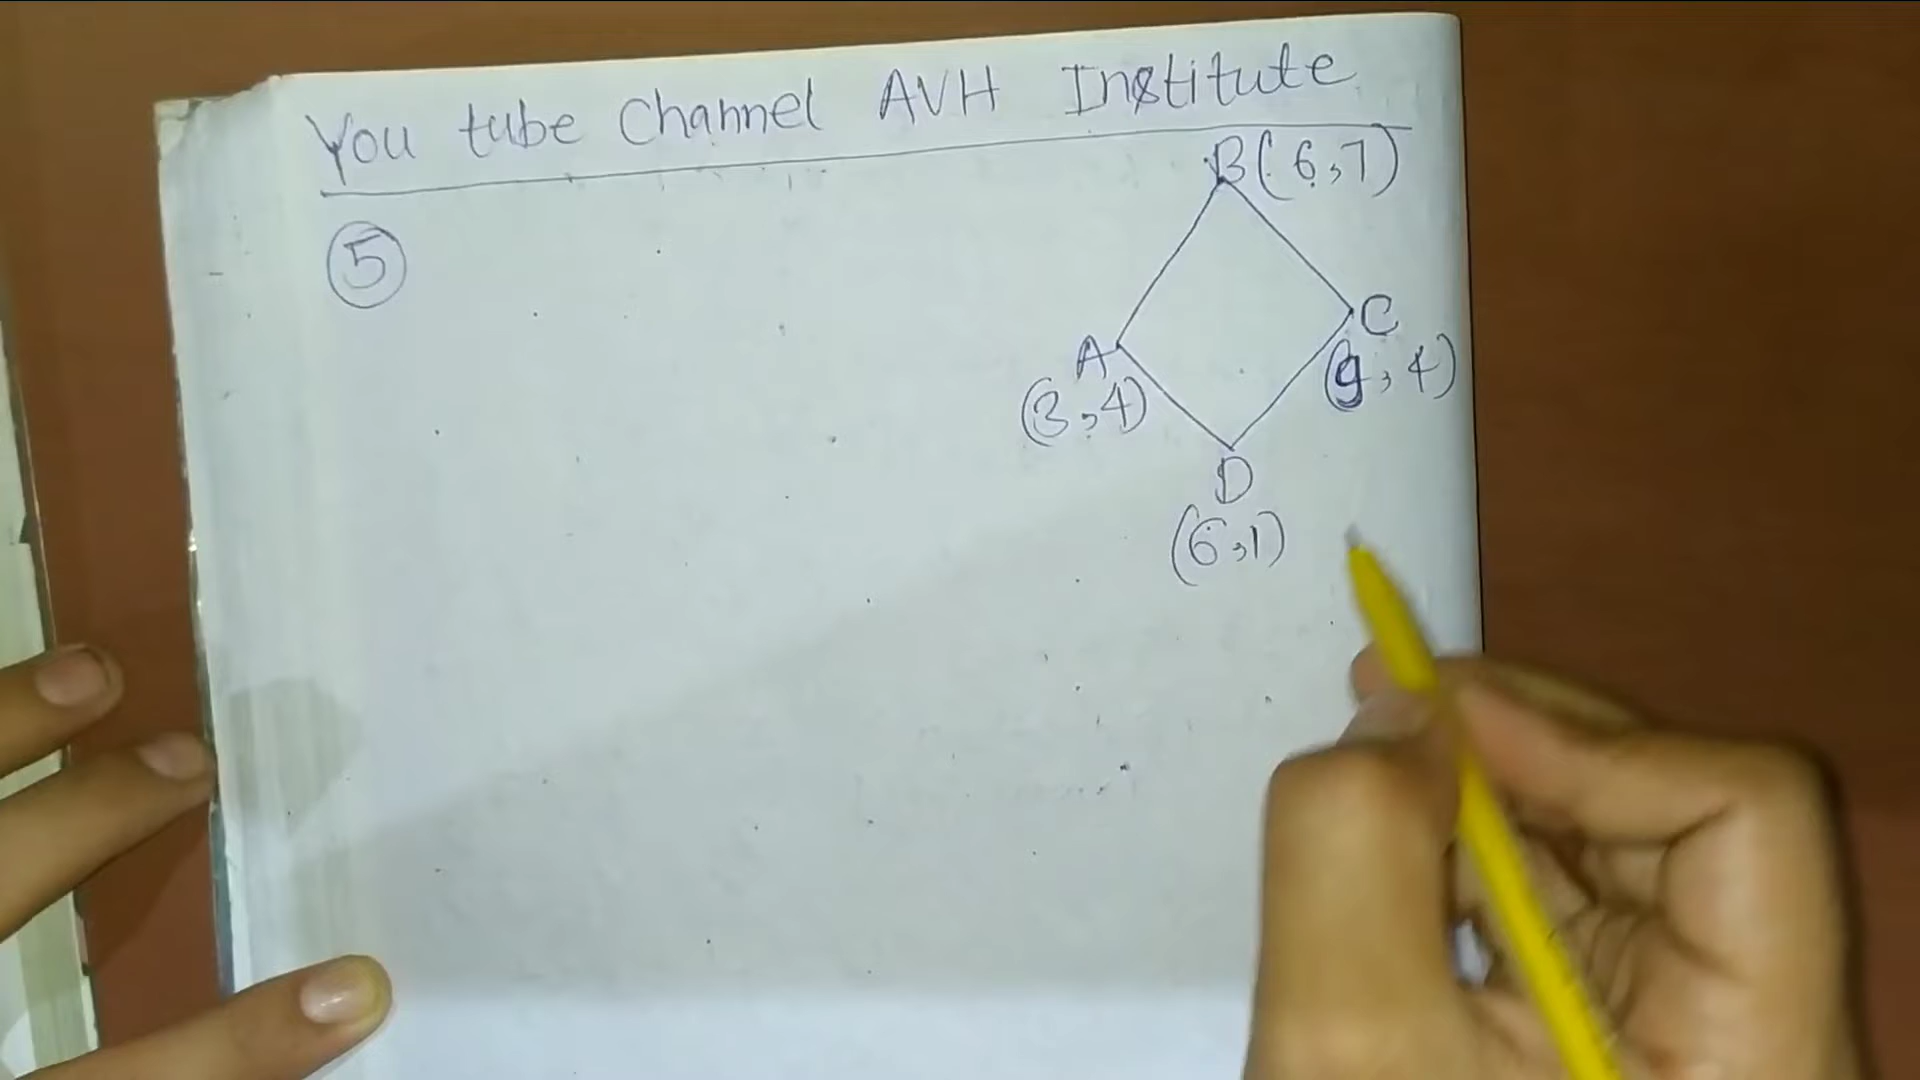 You tube Channel AVH Institute
5
B(6,7)
C
(9,4)
A
(3,4)
D
(6,1)